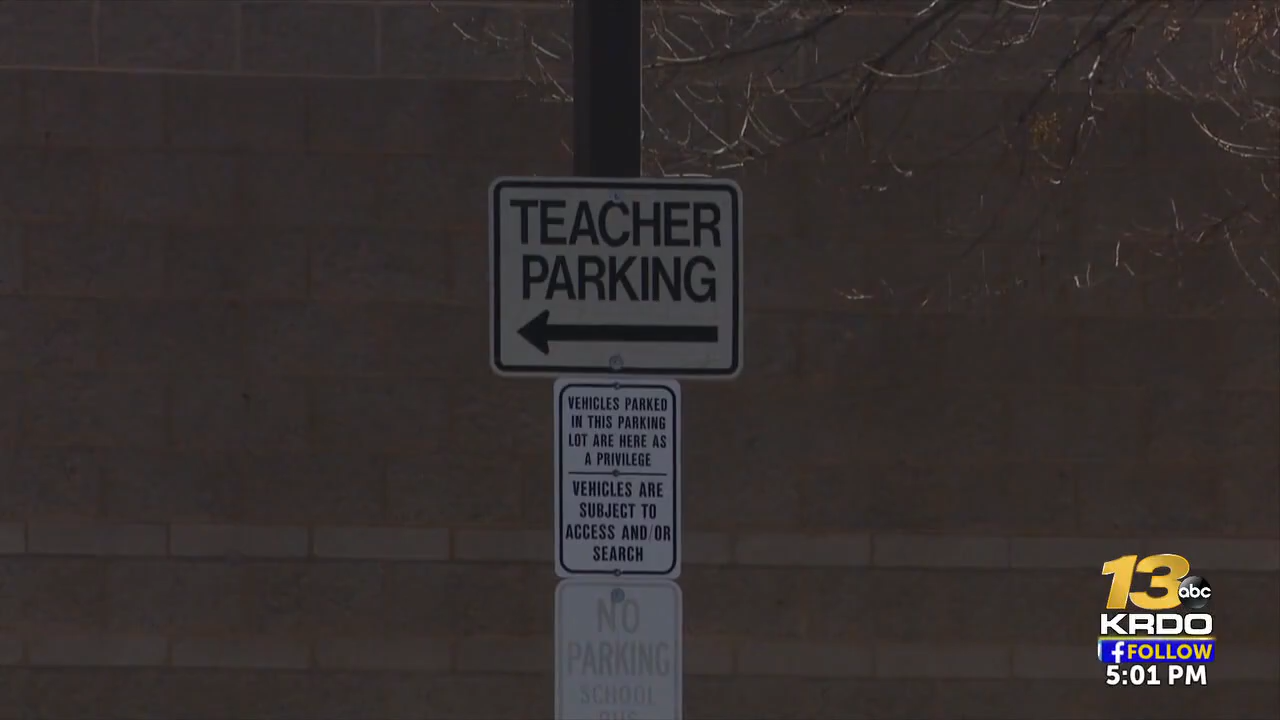 TEACHER
PARKING
VEHICLES PARKED
IN THIS PARKING
LOT ARE HERE AS
A PRIVILEGE
VEHICLES ARE
SUBJECT TO
ACCESS AND/OR
SEARCH
NO
PARKING
SCHOOL
BUS
13 abc
KRDO
f FOLLOW
5:01 PM